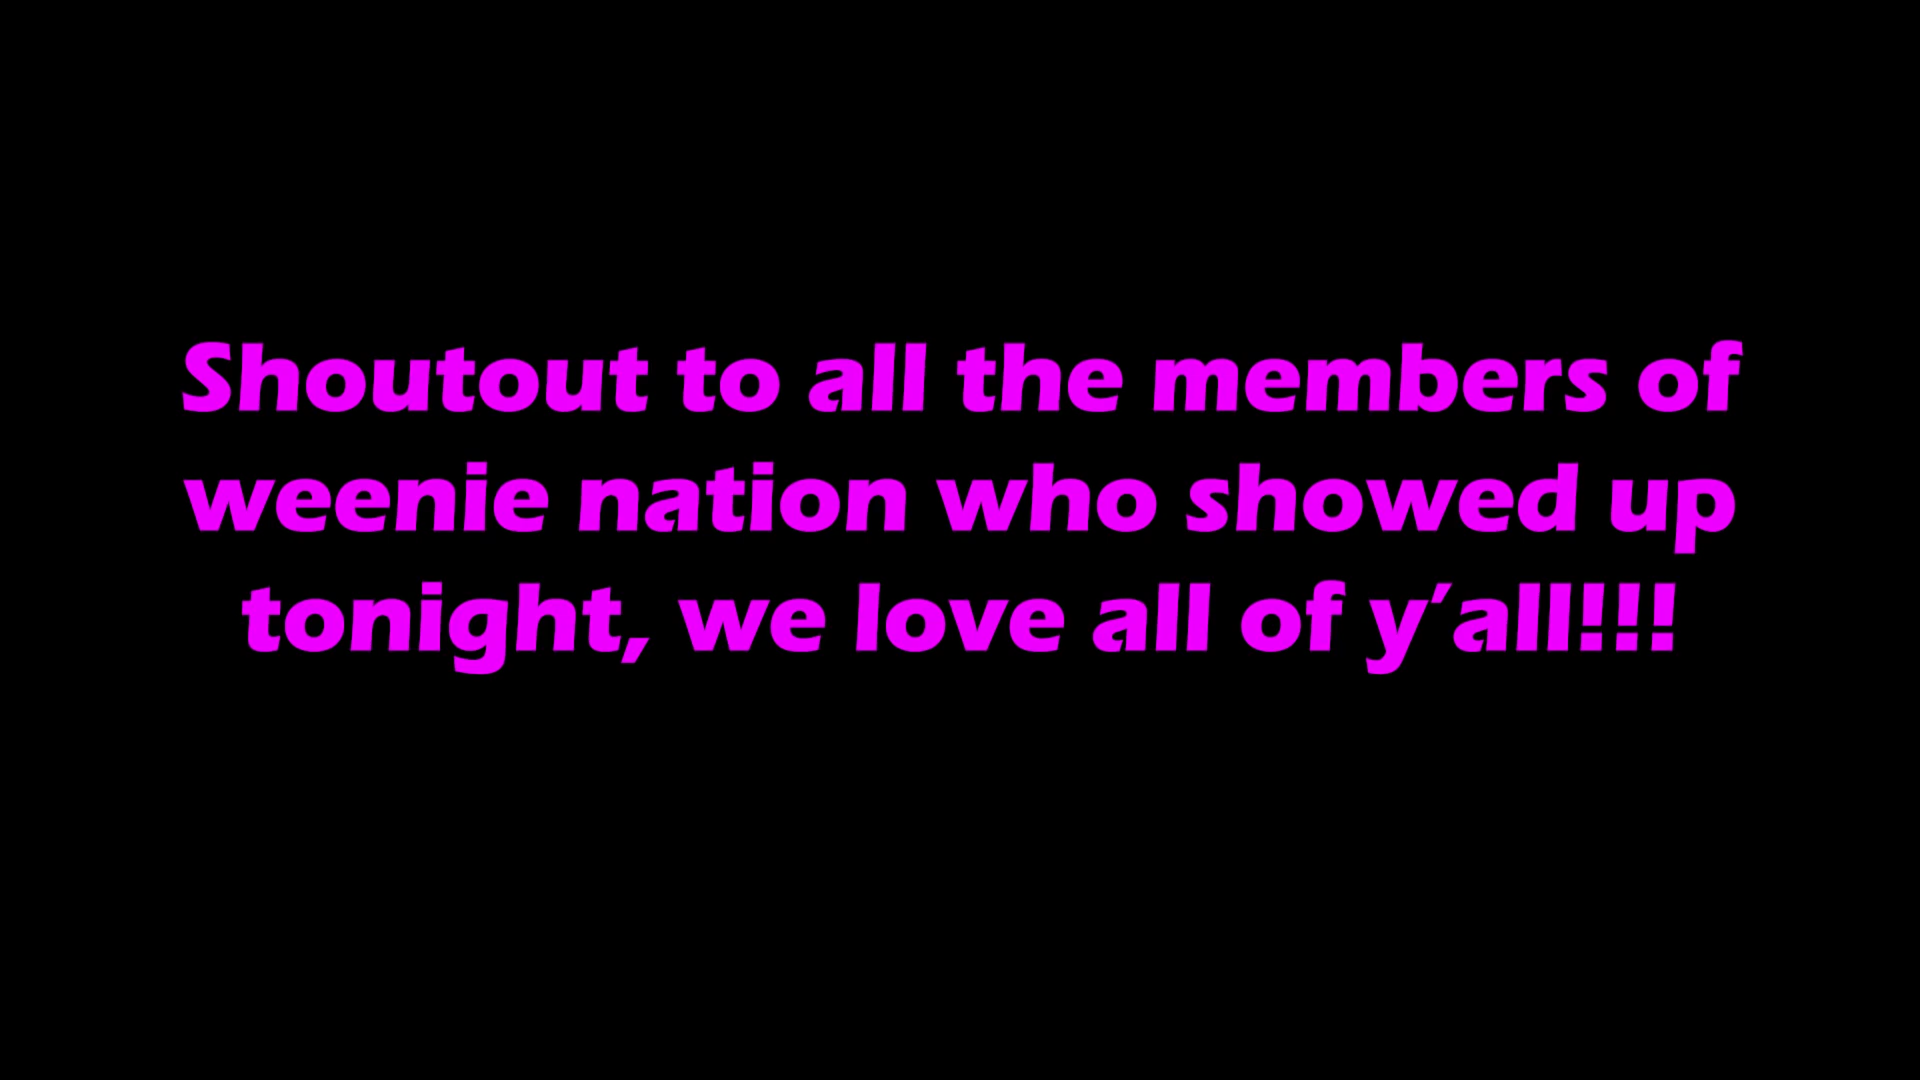 Shoutout to all the members of
weenie nation who showed up
tonight, we love all of y’all!!!